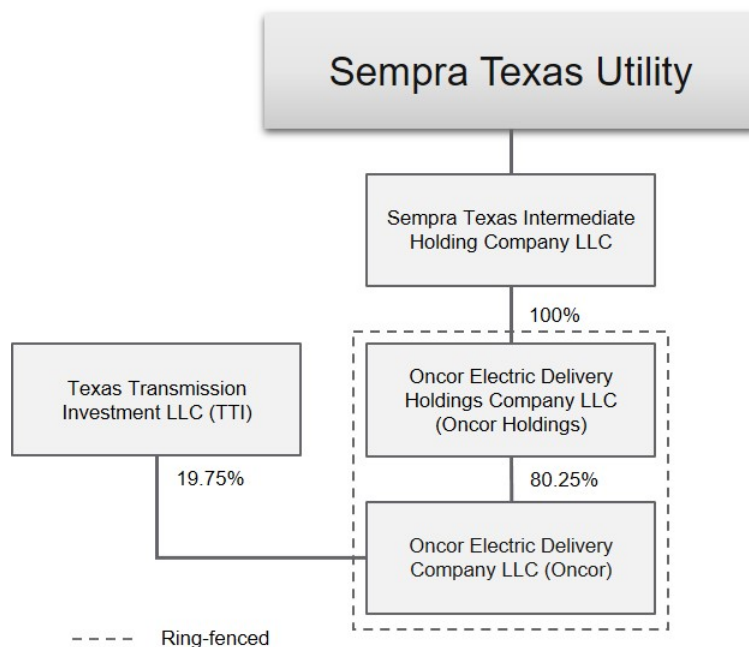 Sempra Texas Utility
Sempra Texas Intermediate
Holding Company LLC
100%
Texas Transmission
Investment LLC (TTI)
Oncor Electric Delivery
Holdings Company LLC
(Oncor Holdings)
19.75%
80.25%
Oncor Electric Delivery
Company LLC (Oncor)
Ring-fenced